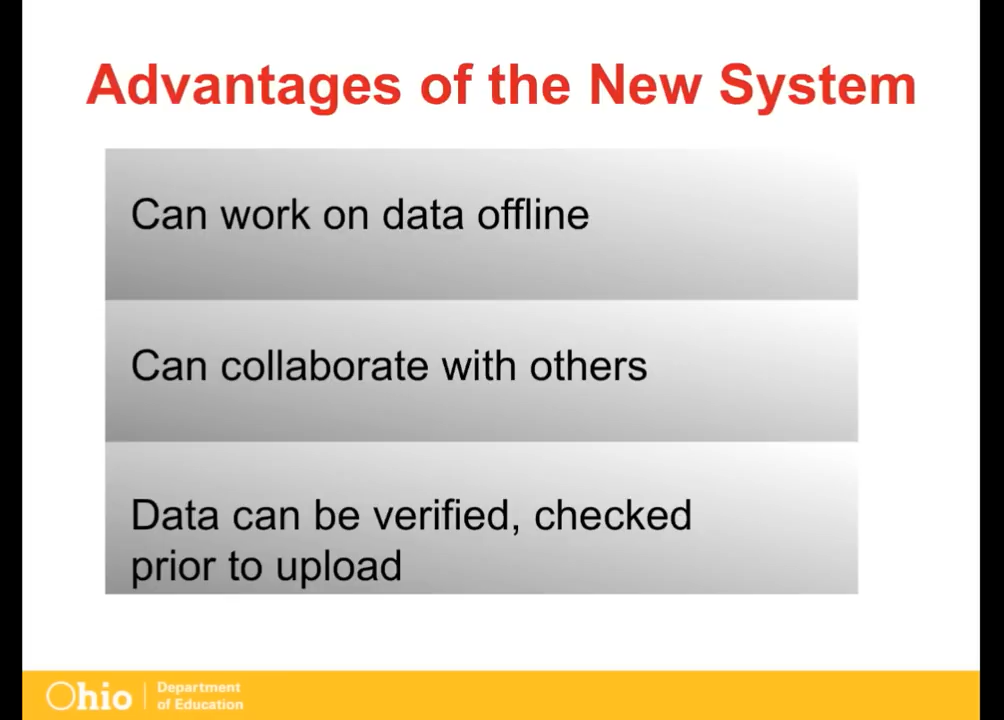 Advantages of the New System
Can work on data offline
Can collaborate with others
Data can be verified, checked
prior to upload
Ohio
Department
of Education